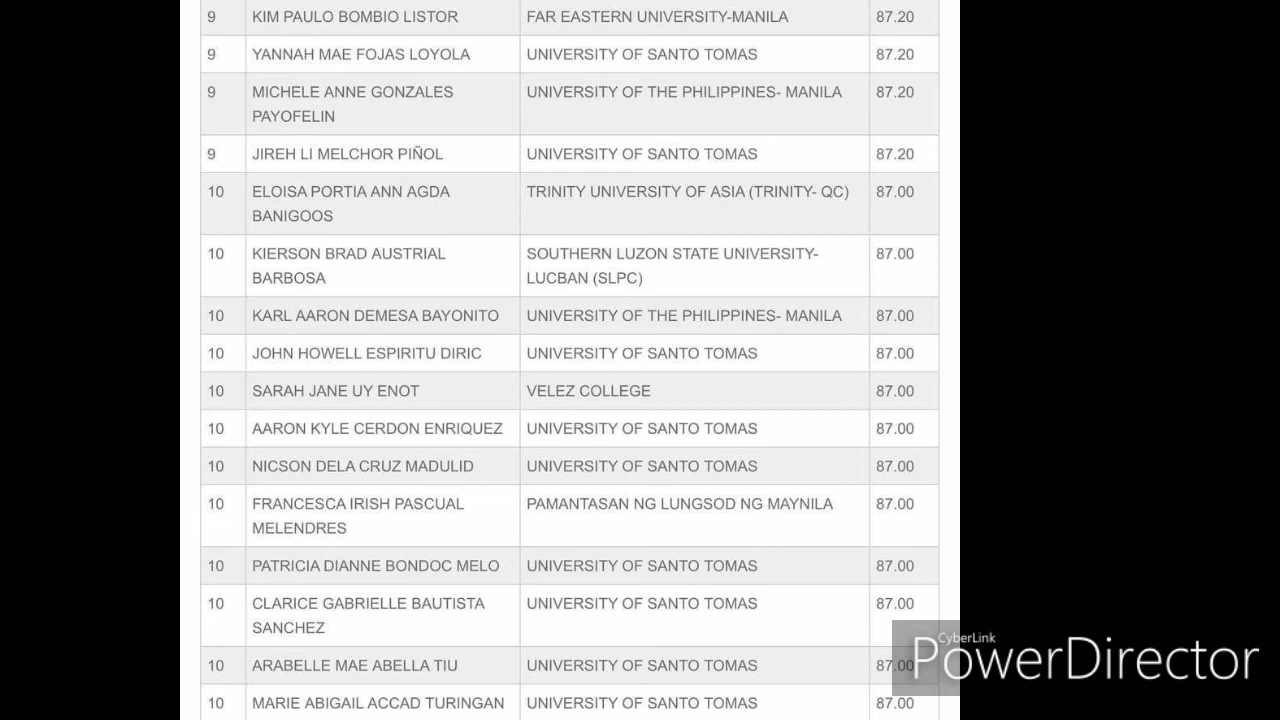 9 KIM PAULO BOMBIO LISTOR FAR EASTERN UNIVERSITY-MANILA 87.20
9 YANNAH MAE FOJAS LOYOLA UNIVERSITY OF SANTO TOMAS 87.20
9 MICHELE ANNE GONZALES UNIVERSITY OF THE PHILIPPINES- MANILA 87.20
PAYOFELIN
9 JIREH LI MELCHOR PIÑOL UNIVERSITY OF SANTO TOMAS 87.20
10 ELOISA PORTIA ANN AGDA TRINITY UNIVERSITY OF ASIA (TRINITY- QC) 87.00
BANIGOOS
10 KIERSON BRAD AUSTRIAL SOUTHERN LUZON STATE UNIVERSITY- 87.00
BARBOSA LUCBAN (SLPC)
10 KARL AARON DEMESA BAYONITO UNIVERSITY OF THE PHILIPPINES- MANILA 87.00
10 JOHN HOWELL ESPIRITU DIRIC UNIVERSITY OF SANTO TOMAS 87.00
10 SARAH JANE UY ENOT VELEZ COLLEGE 87.00
10 AARON KYLE CERDON ENRIQUEZ UNIVERSITY OF SANTO TOMAS 87.00
10 NICSON DELA CRUZ MADULID UNIVERSITY OF SANTO TOMAS 87.00
10 FRANCESCA IRISH PASCUAL PAMANTASAN NG LUNGSOD NG MAYNILA 87.00
MELENDRES
10 PATRICIA DIANNE BONDOC MELO UNIVERSITY OF SANTO TOMAS 87.00
10 CLARICE GABRIELLE BAUTISTA UNIVERSITY OF SANTO TOMAS 87.00
SANCHEZ
10 ARABELLE MAE ABELLA TIU UNIVERSITY OF SANTO TOMAS 87.00
10 MARIE ABIGAIL ACCAD TURINGAN UNIVERSITY OF SANTO TOMAS 87.00
CyberLink
PowerDirector